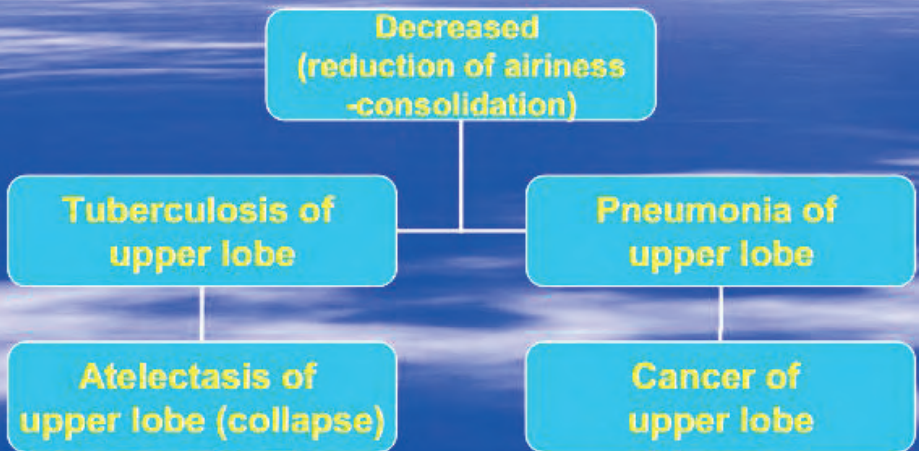 Decreased
(reduction of airiness
-consolidation)
Tuberculosis of
upper lobe
Pneumonia of
upper lobe
Atelectasis of
upper lobe (collapse)
Cancer of
upper lobe